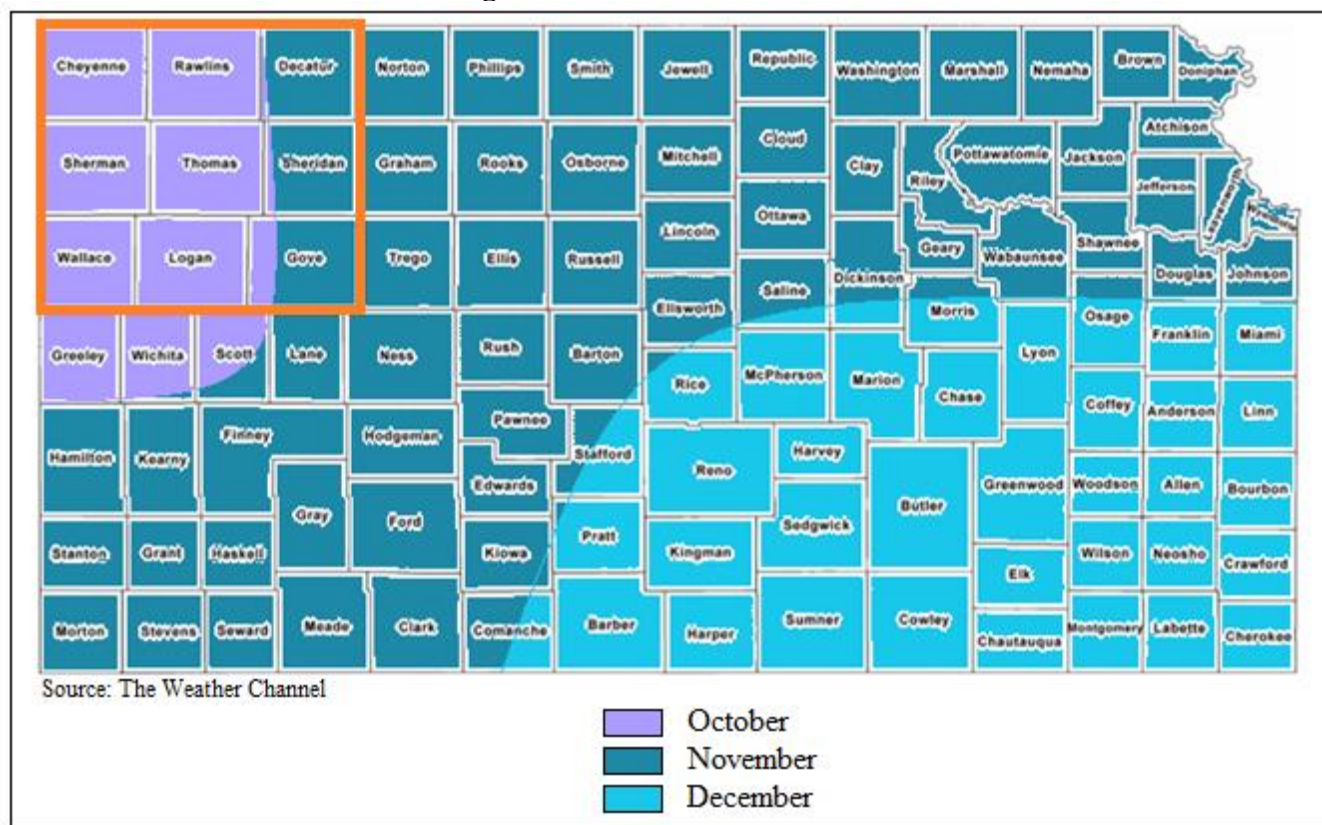 Cheyenne Rawlins Decatur Norton Phillips Smith Jewell Republic Washington Marshall Nemaha Brown Doniphan
Atchison
Sherman Thomas Sheridan Graham Rooks Osborne Mitchell Cloud Clay Riley Pottawatomie Jackson
Jefferson Leavenworth
Wallace Logan Gove Trego Ellis Russell Lincoln Ottawa Geary Wabaunsee Shawnee Douglas Johnson
Ellsworth Saline Dickinson Morris Osage Franklin Miami
Greeley Wichita Scott Lane Ness Rush Barton Rice McPherson Marion Chase Lyon
Coffey Anderson Linn
Hamilton Kearny Finney Hodgeman Pawnee Stafford Reno Harvey
Edwards Butler Greenwood Woodson Allen Bourbon
Gray Ford Pratt Sedgwick
Stanton Grant Haskell Kiowa Kingman Elk Wilson Neosho Crawford
Morton Stevens Seward Meade Clark Comanche Barber Harper Sumner Cowley Chautauqua Montgomery Labette Cherokee
Source: The Weather Channel
October
November
December